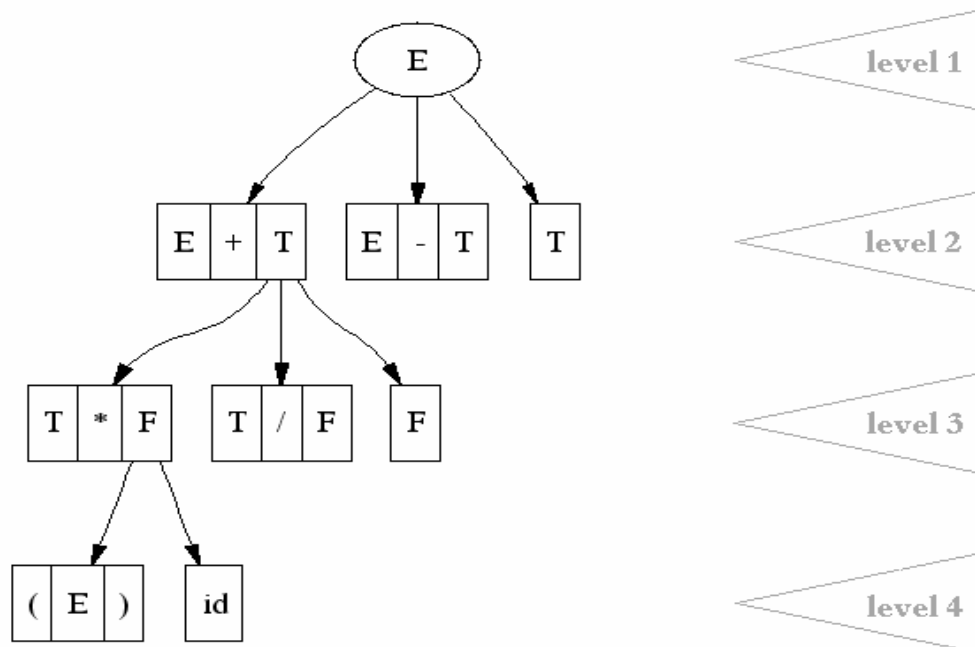 E level 1
E + T E - T T level 2
T * F T / F F level 3
( E ) id level 4